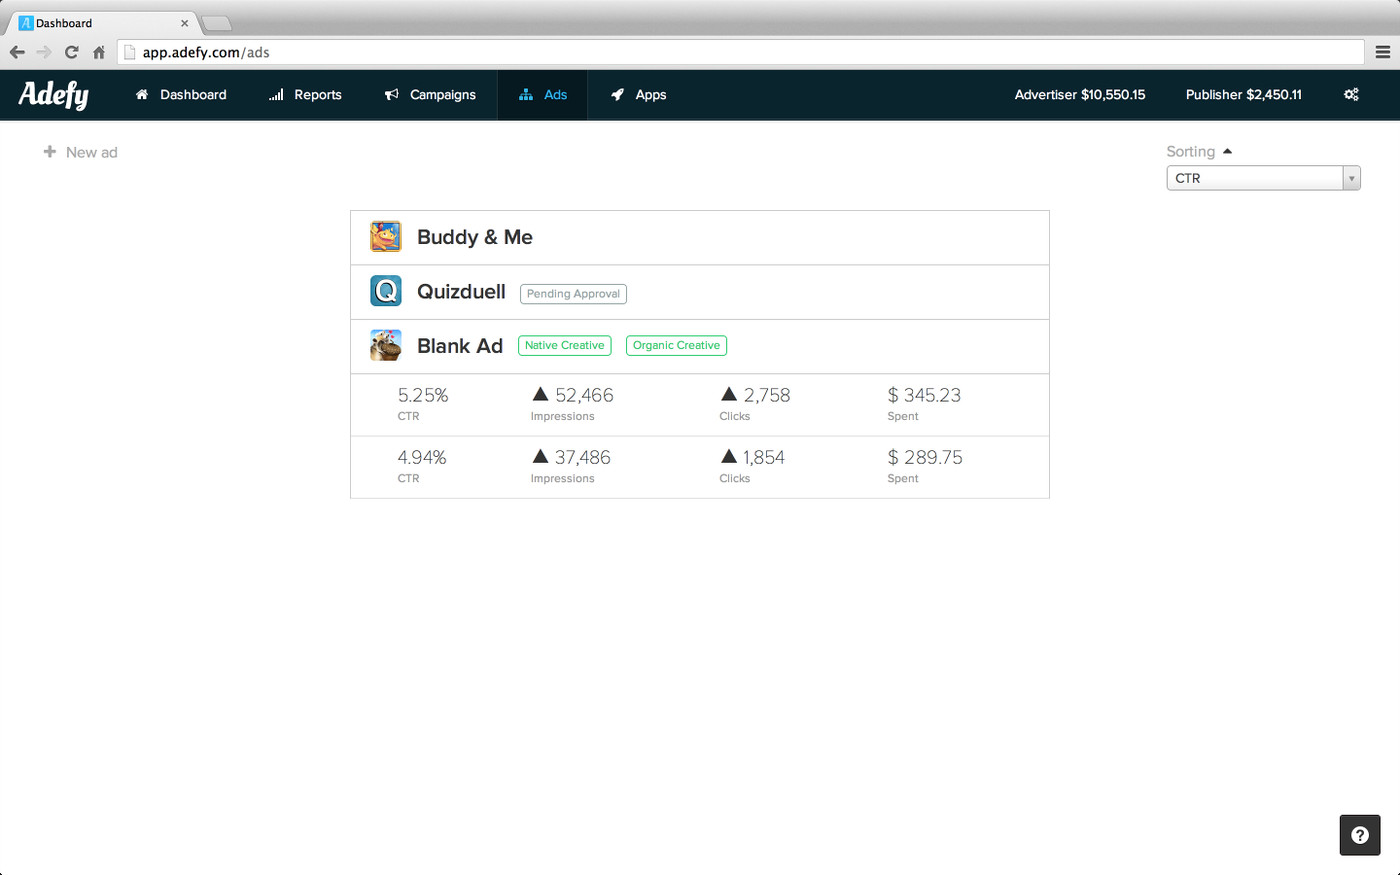 Dashboard
app.adefy.com/ads
Adefy Dashboard Reports Campaigns Ads Apps Advertiser $10,550.15 Publisher $2,450.11
New ad
Sorting
CTR
Buddy & Me
Quizduell Pending Approval
Blank Ad Native Creative Organic Creative
5.25% 52,466 2,758 $ 345.23
CTR Impressions Clicks Spent
4.94% 37,486 1,854 $ 289.75
CTR Impressions Clicks Spent